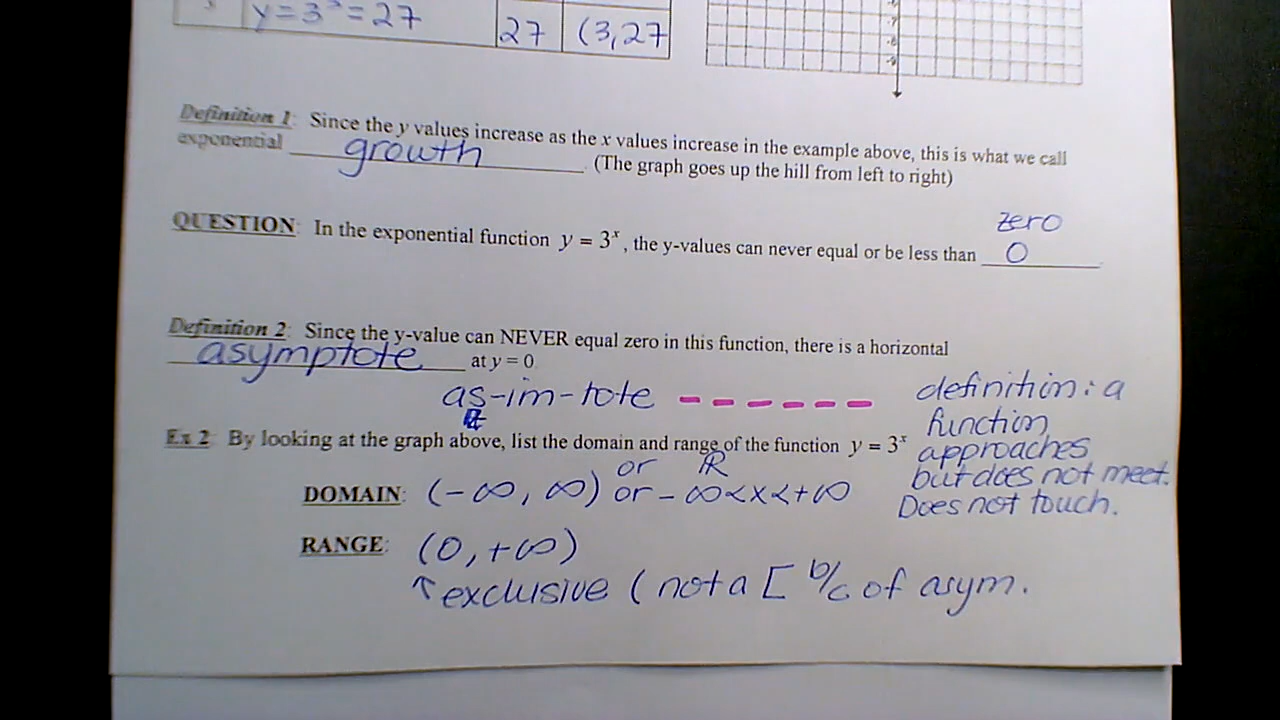 y = 3³ = 27
27
(3,27
Definition 1: Since the y values increase as the x values increase in the example above, this is what we call
exponential growth. (The graph goes up the hill from left to right)
zero
QUESTION: In the exponential function y = 3ˣ, the y-values can never equal or be less than 0.
Definition 2: Since the y-value can NEVER equal zero in this function, there is a horizontal
asymptote at y = 0
as-im-tote
definition: a
function
approaches
but does not meet.
Does not touch.
Ex 2: By looking at the graph above, list the domain and range of the function y = 3ˣ
or ℝ
DOMAIN: (-∞, ∞) or -∞<x<+∞
RANGE: (0, +∞)
↑exclusive ( not a [ b/c of asym.